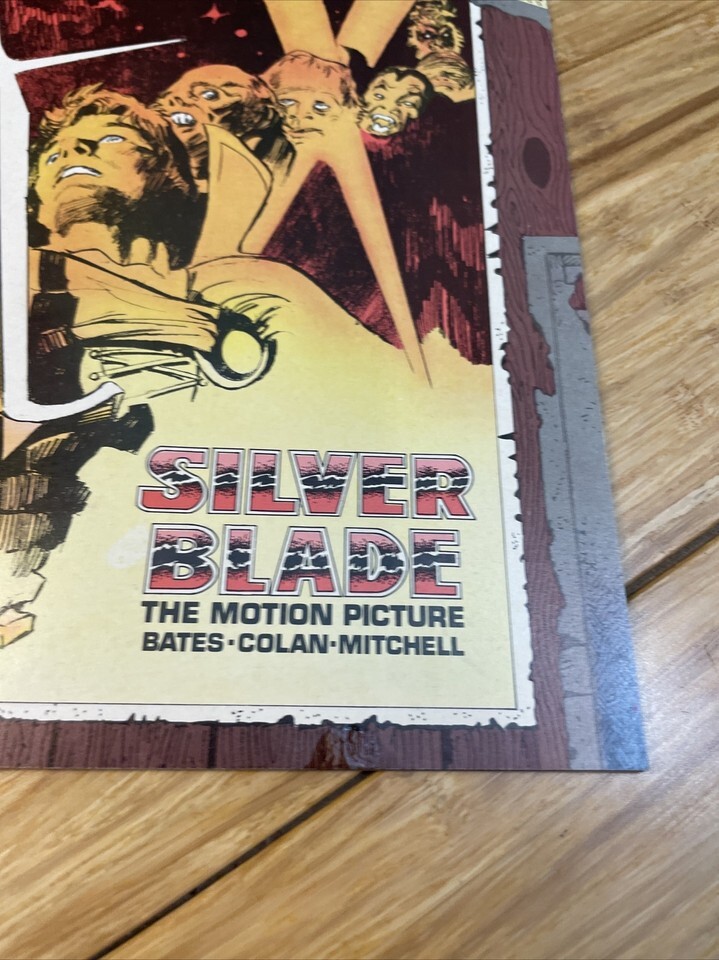 SILVER
BLADE
THE MOTION PICTURE
BATES·COLAN·MITCHELL